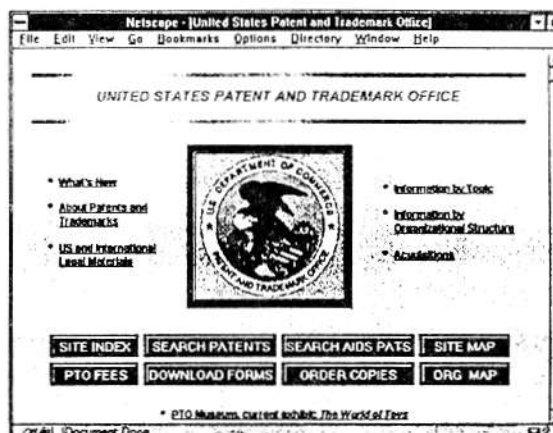 Netscape - [United States Patent and Trademark Office]
File Edit View Go Bookmarks Options Directory Window Help
UNITED STATES PATENT AND TRADEMARK OFFICE
* What's New
* About Patents and
Trademarks
* US and International
Legal Materials
U.S. DEPARTMENT OF COMMERCE
PATENT AND TRADEMARK OFFICE
* Information by Topic
* Information by
Organizational Structure
* Acquisitions
SITE INDEX SEARCH PATENTS SEARCH AIDS PATS SITE MAP
PTO FEES DOWNLOAD FORMS ORDER COPIES ORG MAP
* PTO Museum, current exhibit: The World of Toys
Document Done